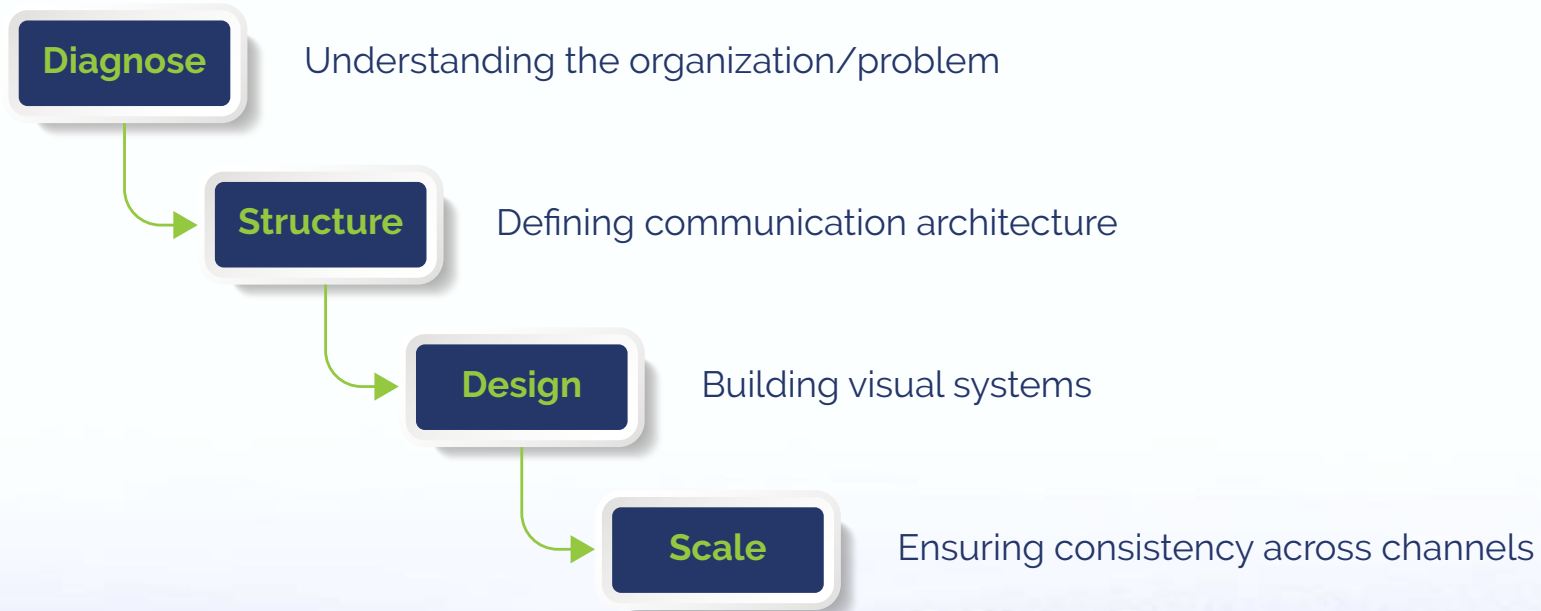 Diagnose
Understanding the organization/problem
Structure
Defining communication architecture
Design
Building visual systems
Scale
Ensuring consistency across channels